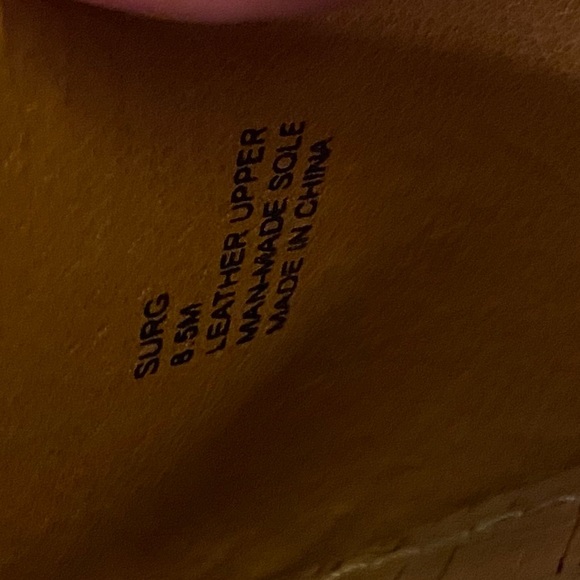 SURG
8.5M
LEATHER UPPER
MAN-MADE SOLE
MADE IN CHINA